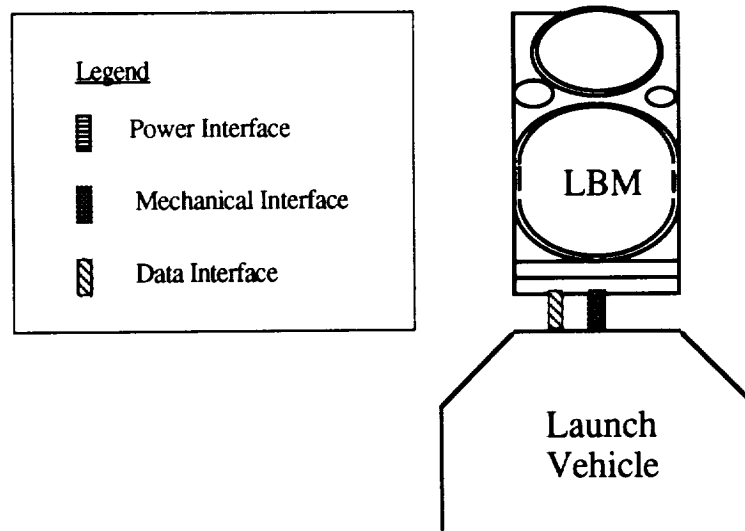 Legend
Power Interface
Mechanical Interface
Data Interface
LBM
Launch
Vehicle